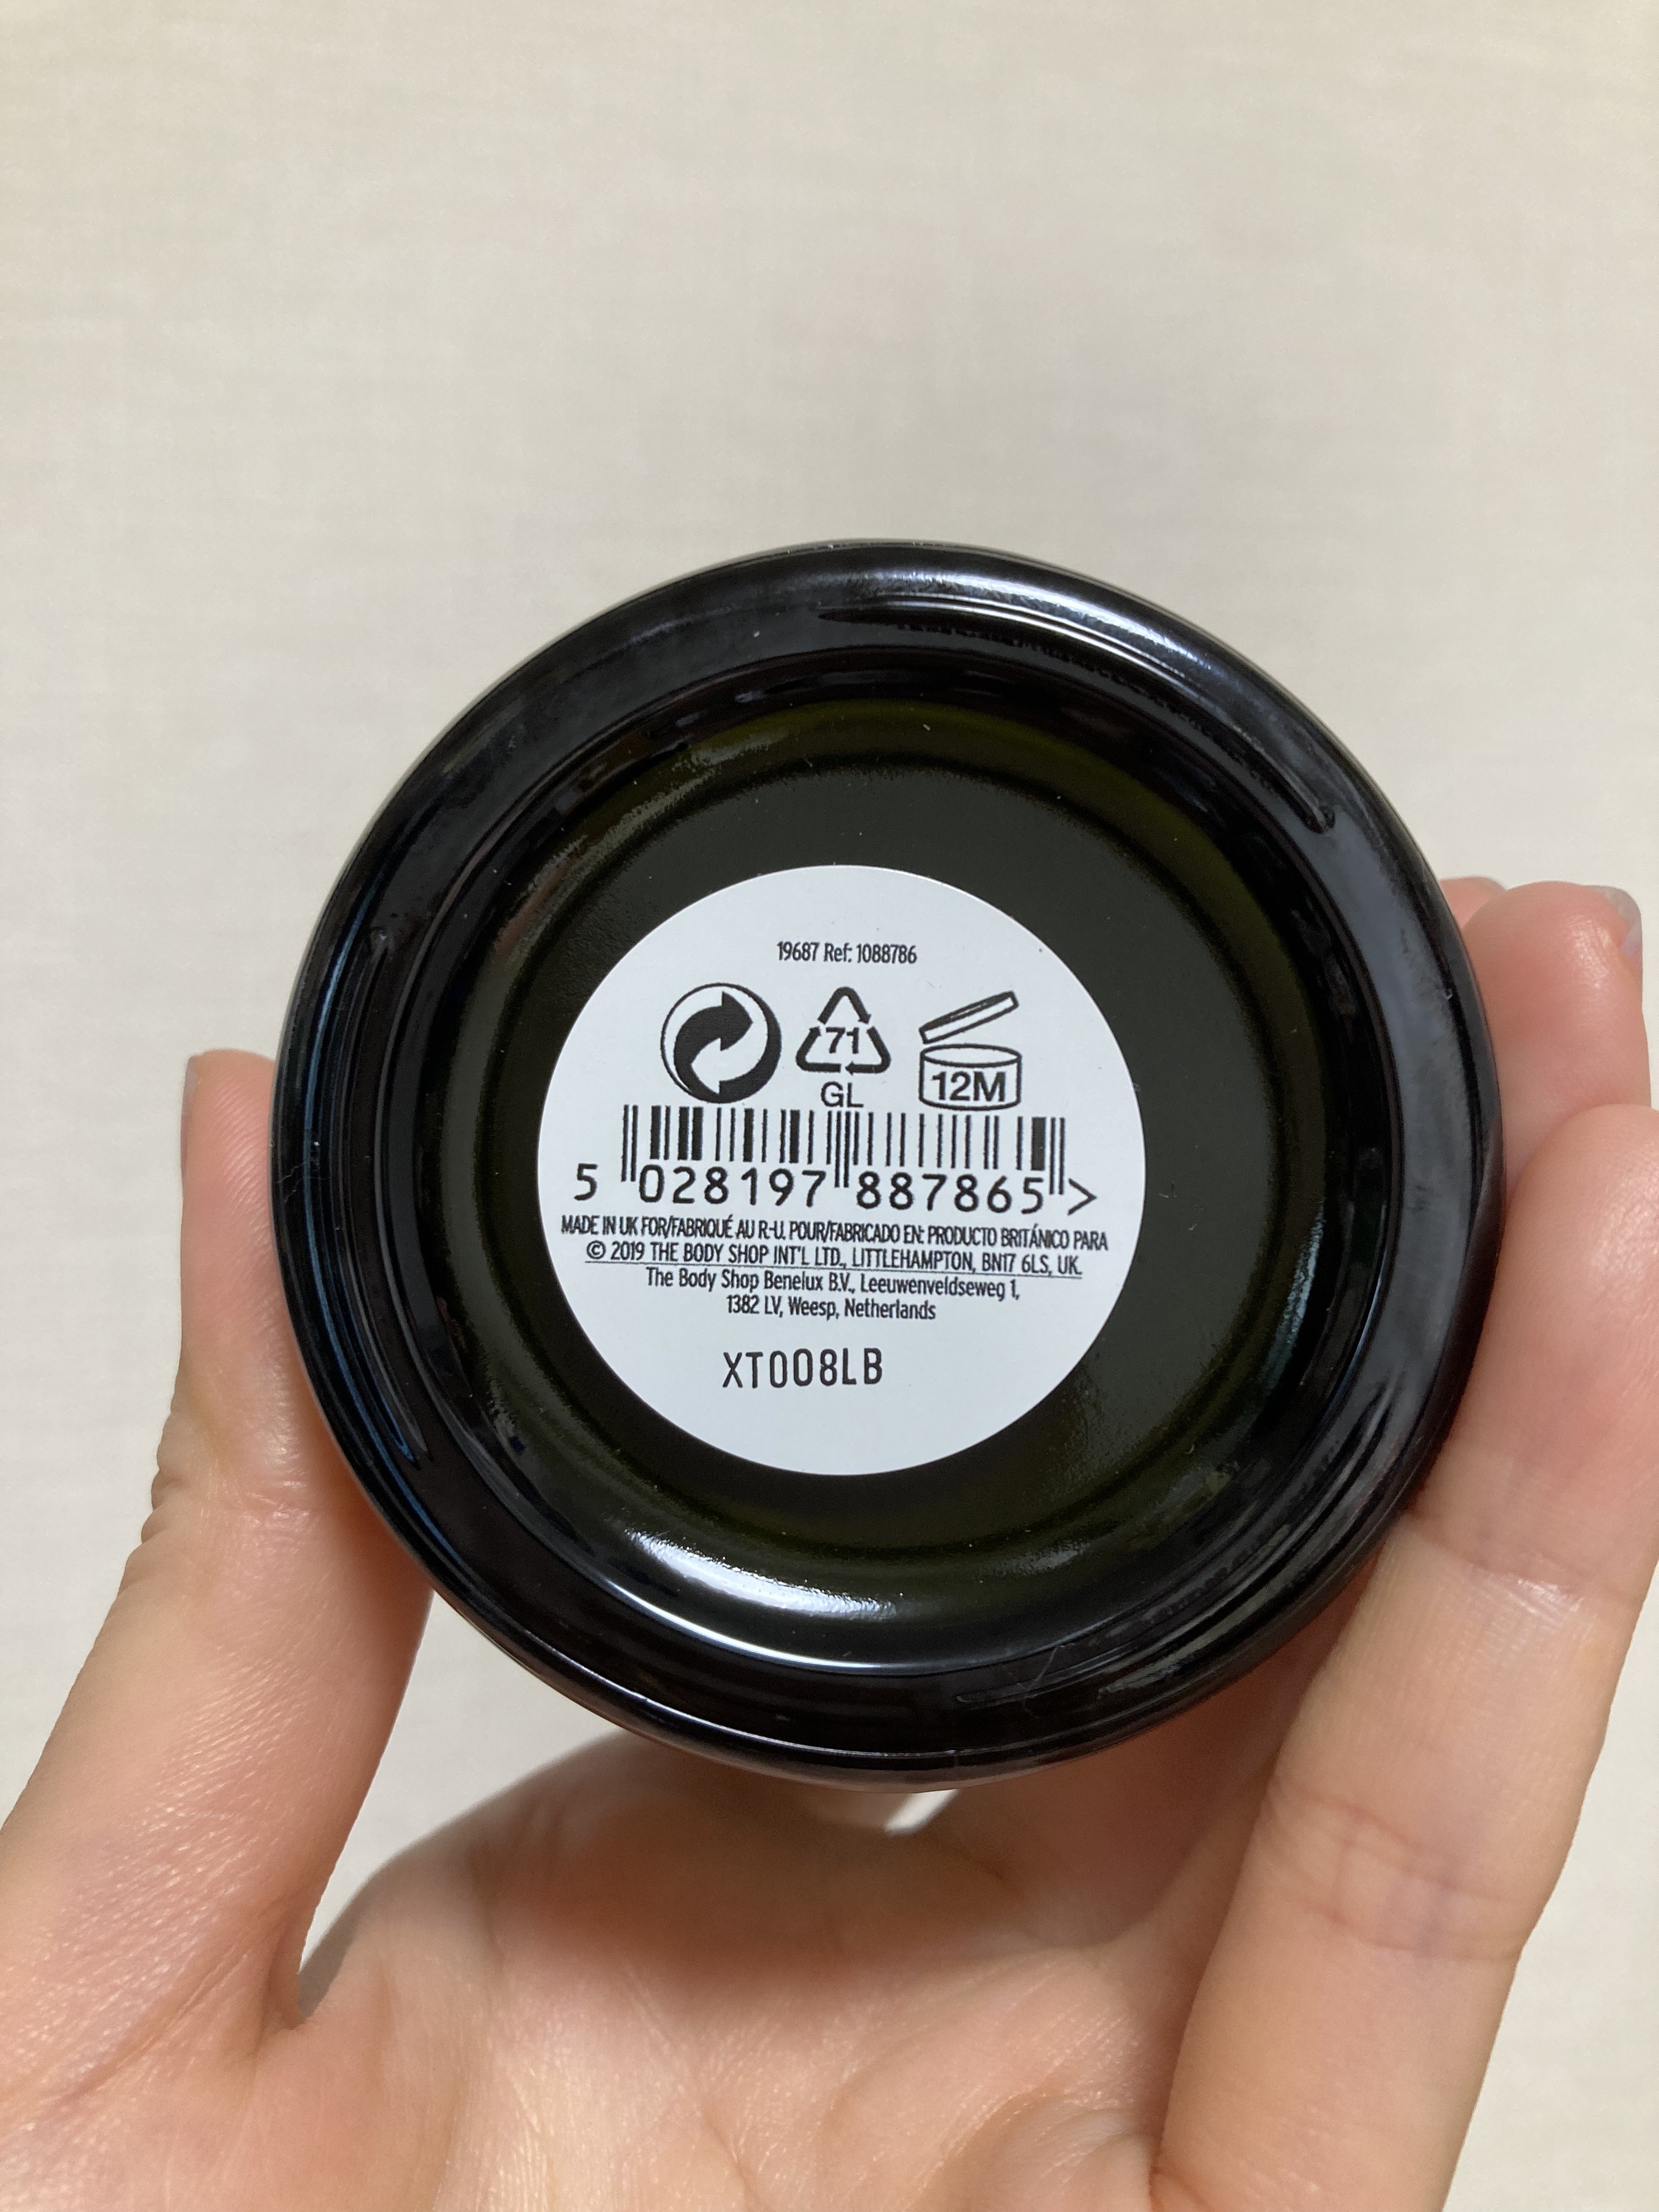 19687 Ref: 1088786
71
GL
12M
5 028197 887865 >
MADE IN UK FOR/FABRIQUÉ AU R-U. POUR/FABRICADO EN: PRODUCTO BRITÁNICO PARA
© 2019 THE BODY SHOP INT'L LTD., LITTLEHAMPTON, BN17 6LS, UK.
The Body Shop Benelux B.V., Leeuwenveldseweg 1,
1382 LV, Weesp, Netherlands
XT008LB